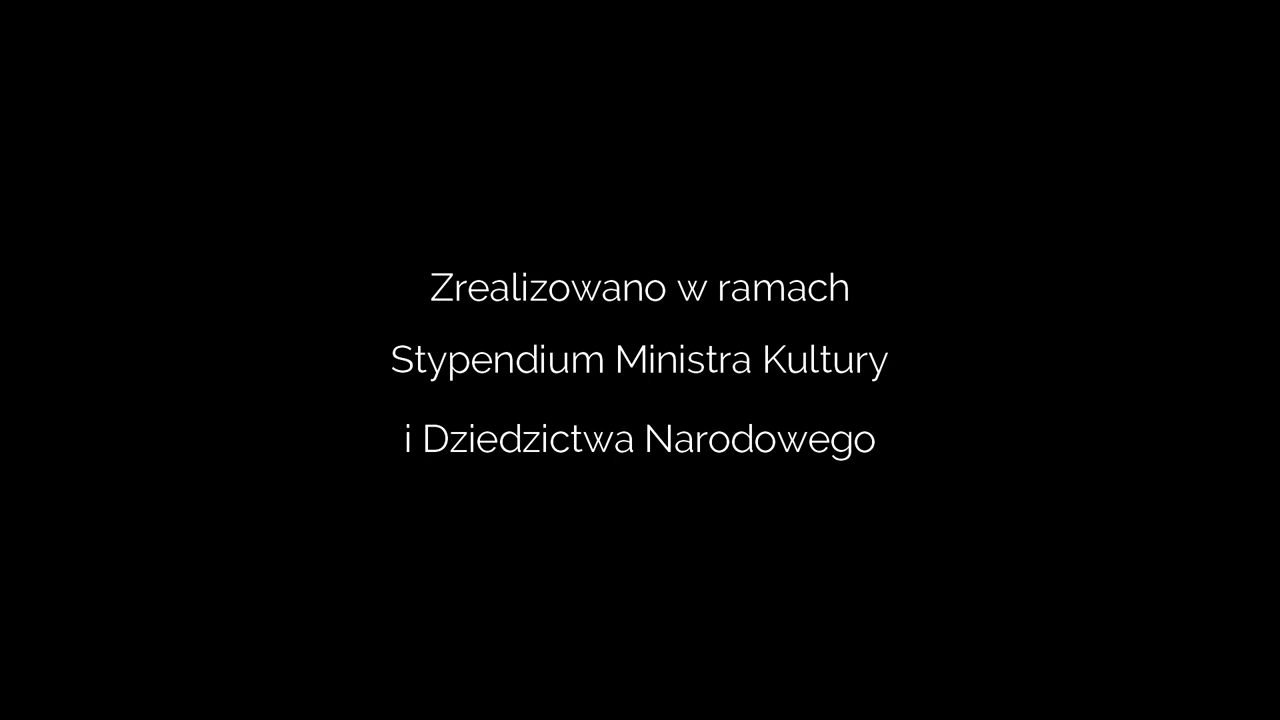 Zrealizowano w ramach
Stypendium Ministra Kultury
i Dziedzictwa Narodowego